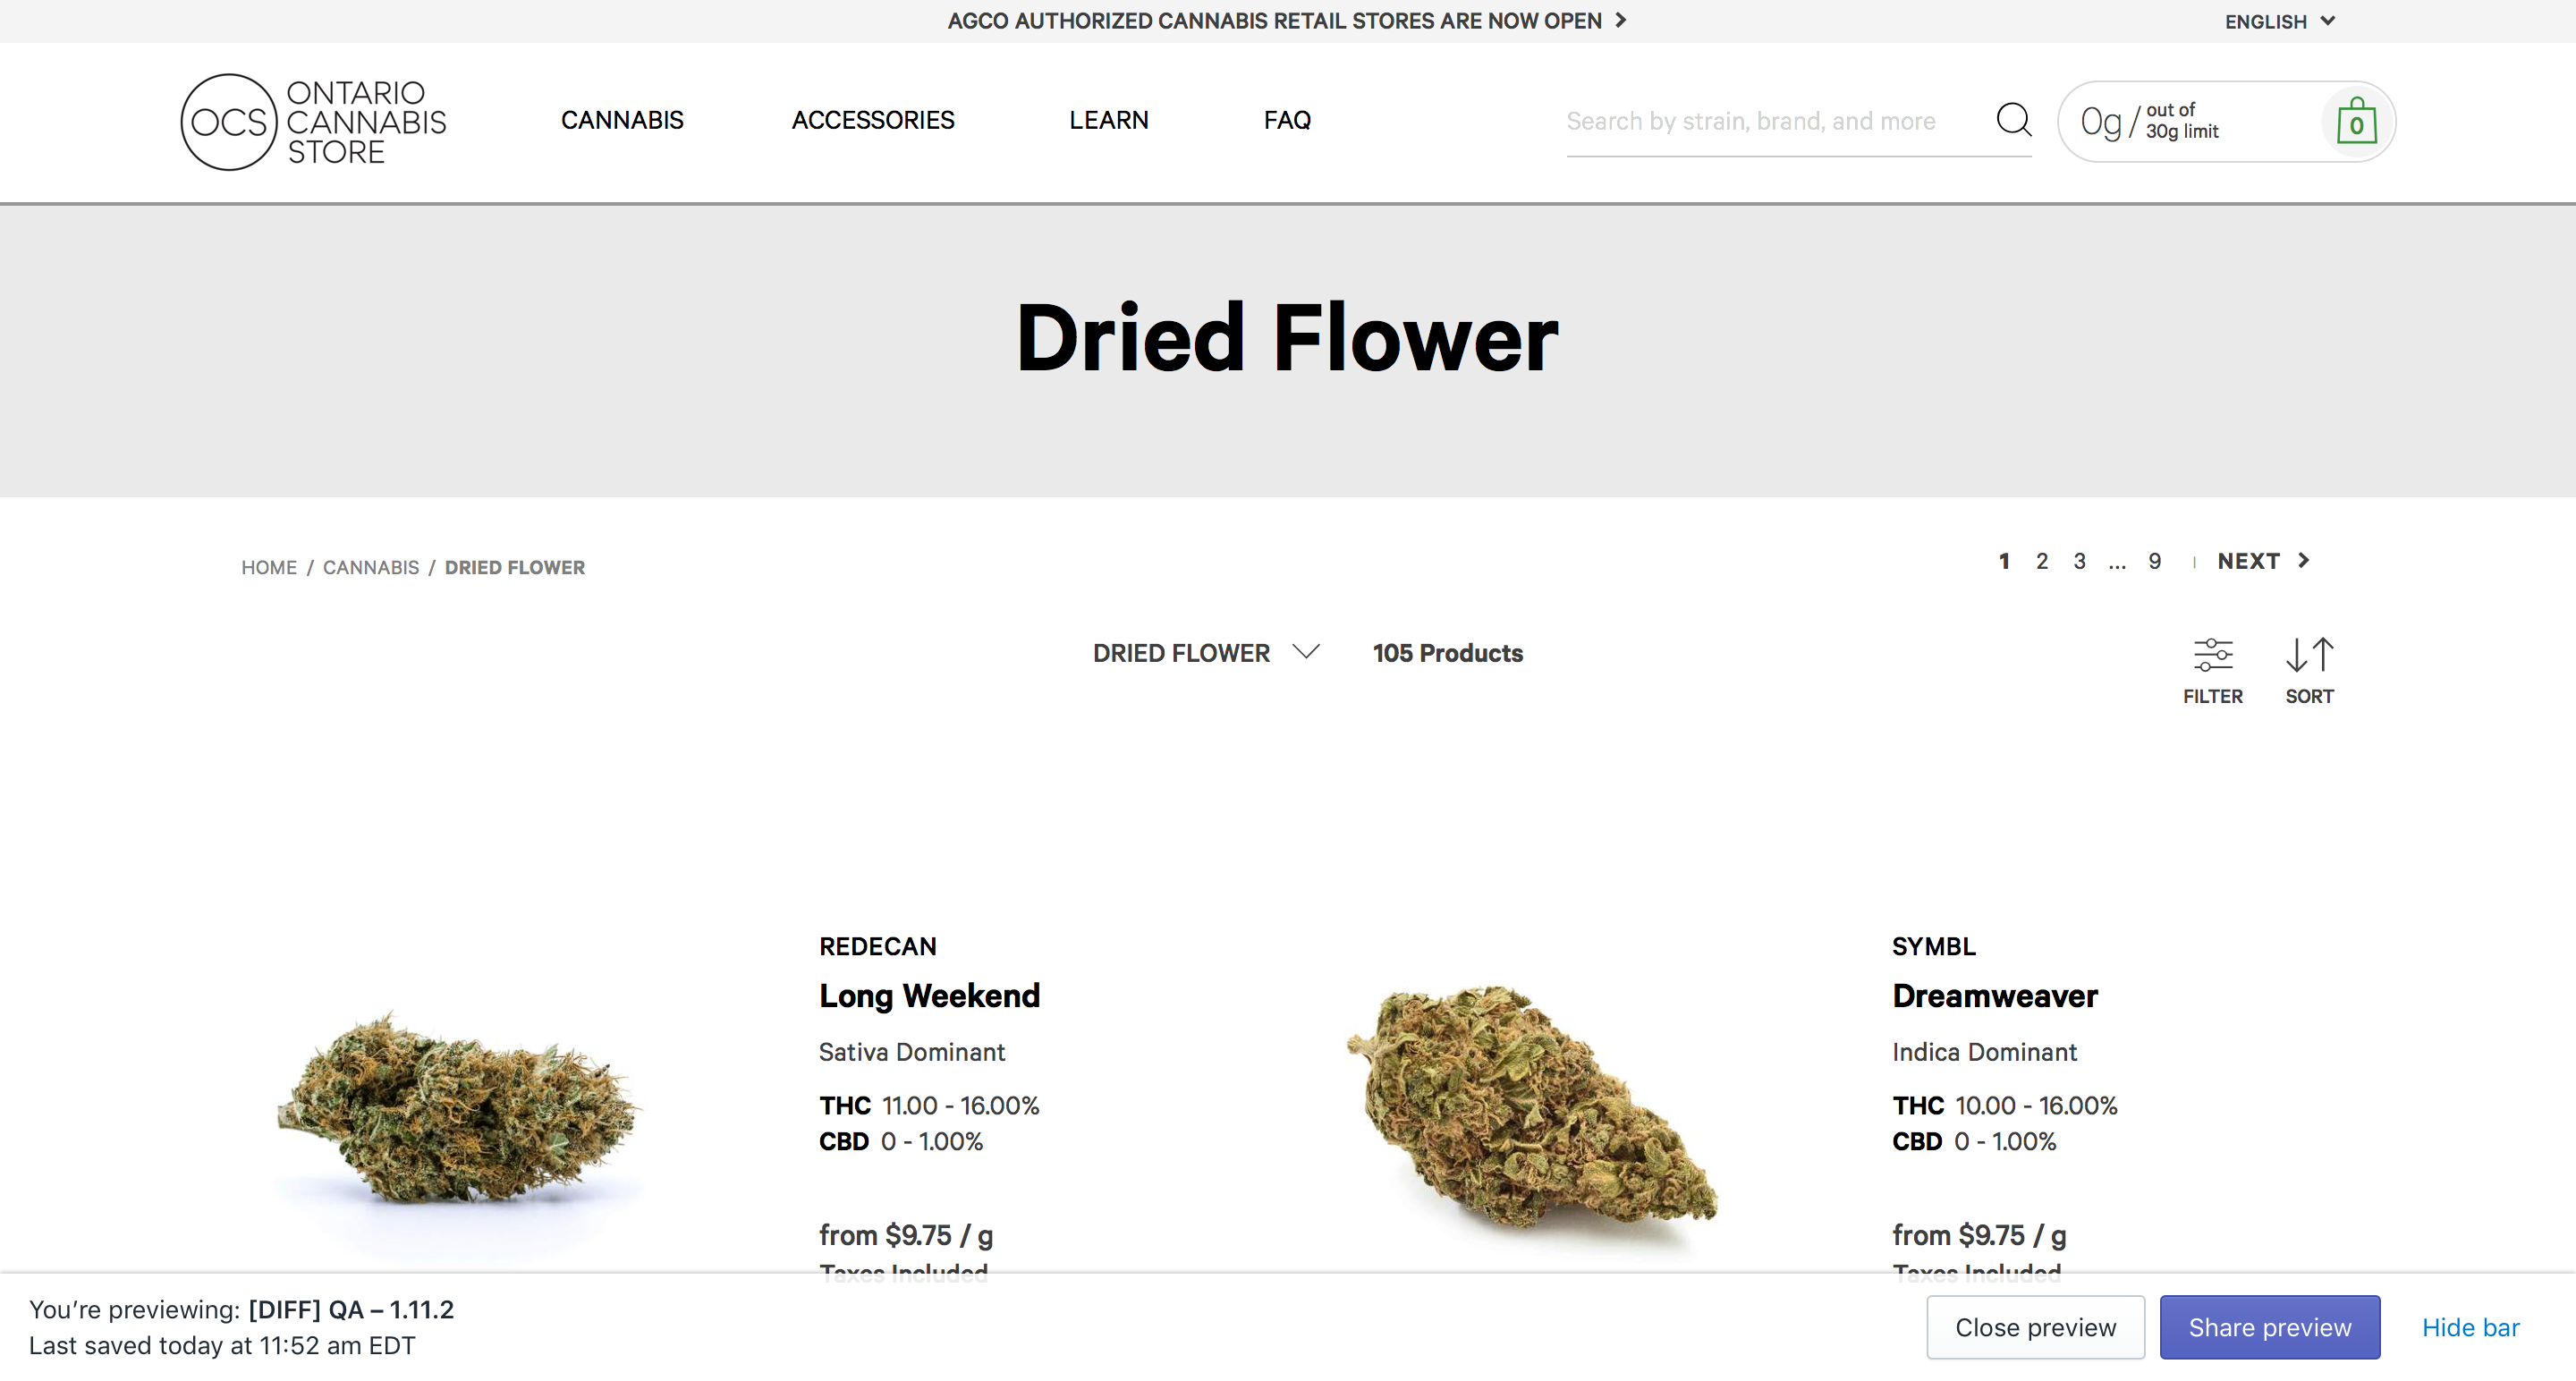 AGCO AUTHORIZED CANNABIS RETAIL STORES ARE NOW OPEN
ENGLISH
OCS
ONTARIO
CANNABIS
STORE
CANNABIS
ACCESSORIES
LEARN
FAQ
Search by strain, brand, and more
0g / out of
30g limit
0
Dried Flower
HOME / CANNABIS / DRIED FLOWER
1 2 3 ... 9 | NEXT
DRIED FLOWER
105 Products
FILTER
SORT
REDECAN
Long Weekend
Sativa Dominant
THC 11.00 - 16.00%
CBD 0 - 1.00%
from $9.75 / g
Taxes Included
SYMBL
Dreamweaver
Indica Dominant
THC 10.00 - 16.00%
CBD 0 - 1.00%
from $9.75 / g
Taxes Included
You’re previewing: [DIFF] QA – 1.11.2
Last saved today at 11:52 am EDT
Close preview
Share preview
Hide bar